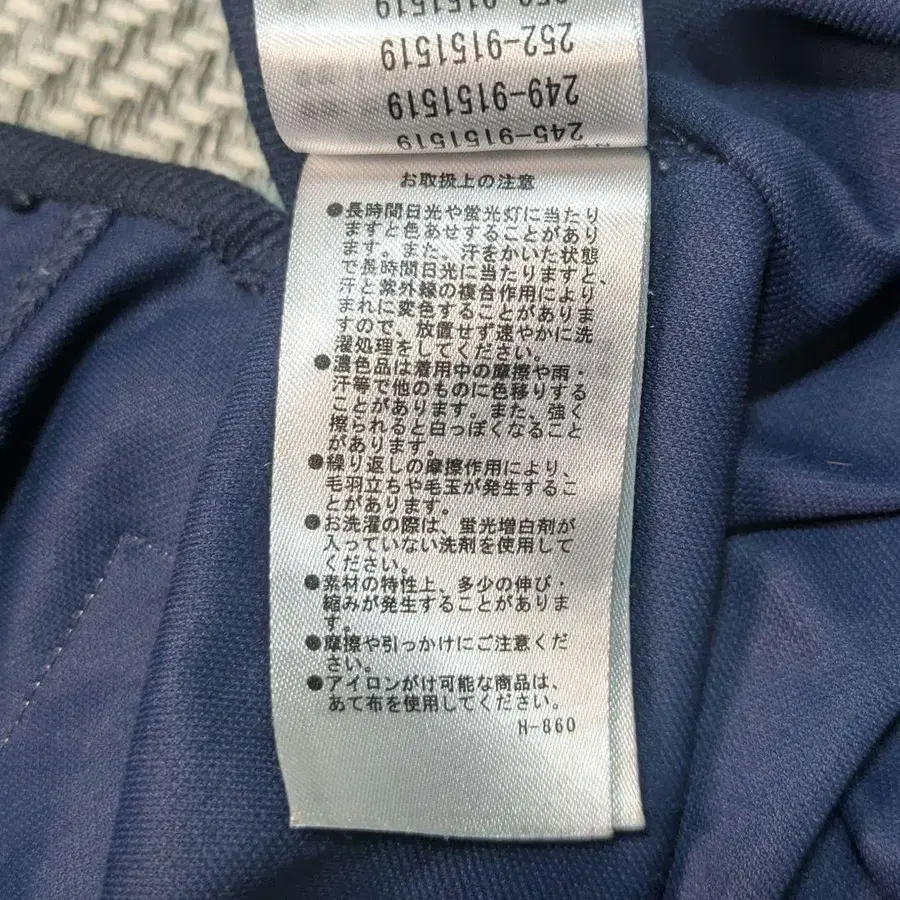 9151519
252-9151519
249-9151519
245-9151519
お取扱上の注意
●長時間日光や蛍光灯に当たり
ますと色あせすることがあり
ます。また、汗をかいた状態
で長時間日光に当たりますと、
汗と紫外線の複合作用により
まれに変色することがありま
すので、放置せず速やかに洗
濯処理をしてください。
●濃色品は着用中の摩擦や雨・
汗等で他のものに色移りする
ことがあります。また、強く
擦られると白っぽくなること
があります。
●繰り返しの摩擦作用により、
毛羽立ちや毛玉が発生するこ
とがあります。
●お洗濯の際は、蛍光増白剤が
入っていない洗剤を使用して
ください。
●素材の特性上、多少の伸び・
縮みが発生することがありま
す。
●摩擦や引っかけにご注意くだ
さい。
●アイロンがけ可能な商品は、
あて布を使用してください。
H-860